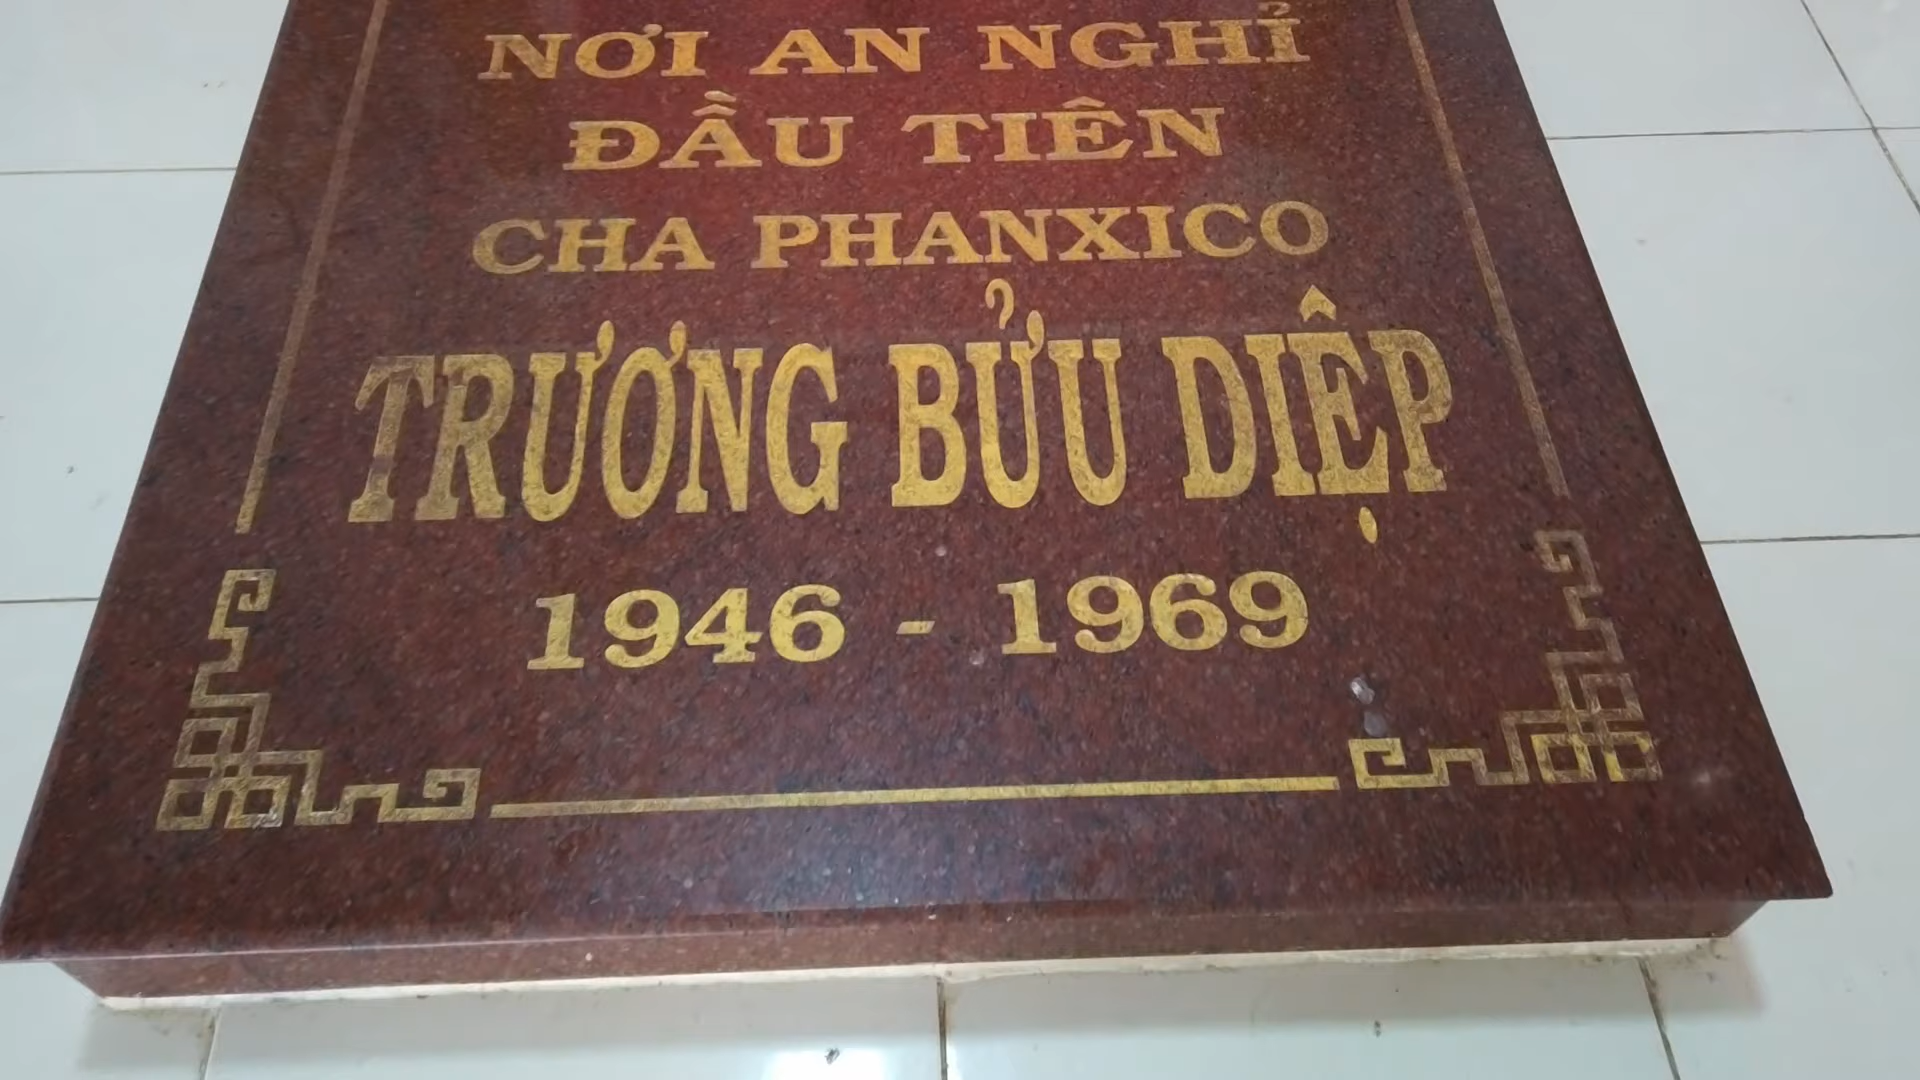 NƠI AN NGHỈ
ĐẦU TIÊN
CHA PHANXICO
TRƯƠNG BỬU DIỆP
1946 - 1969